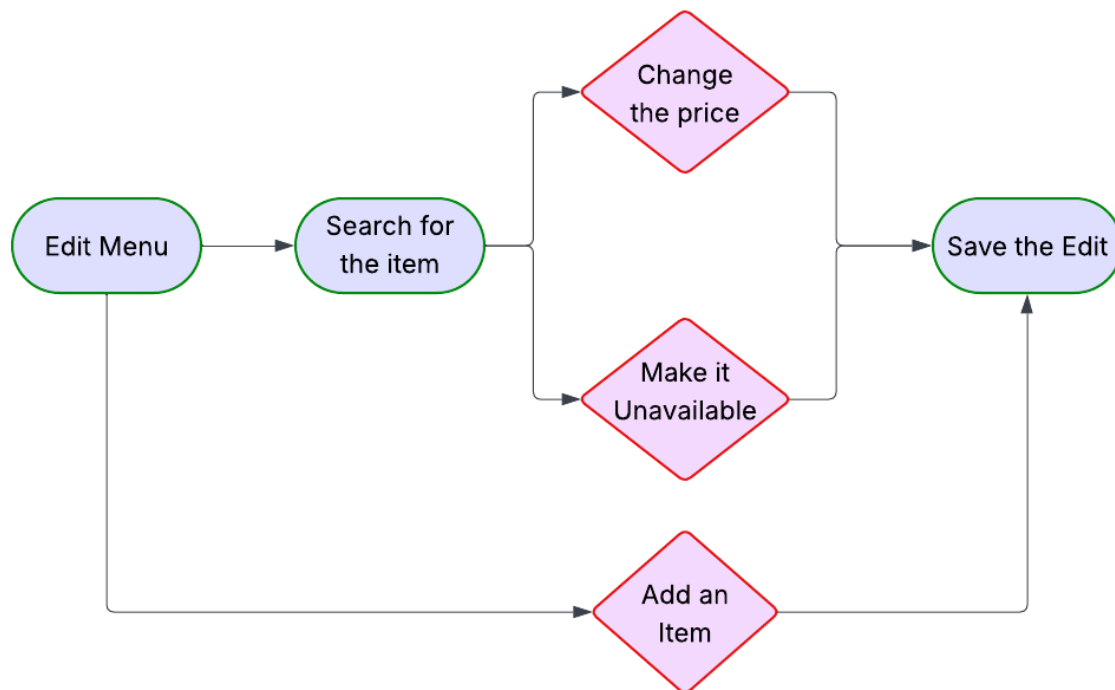 Change
the price
Edit Menu
Search for
the item
Save the Edit
Make it
Unavailable
Add an
Item